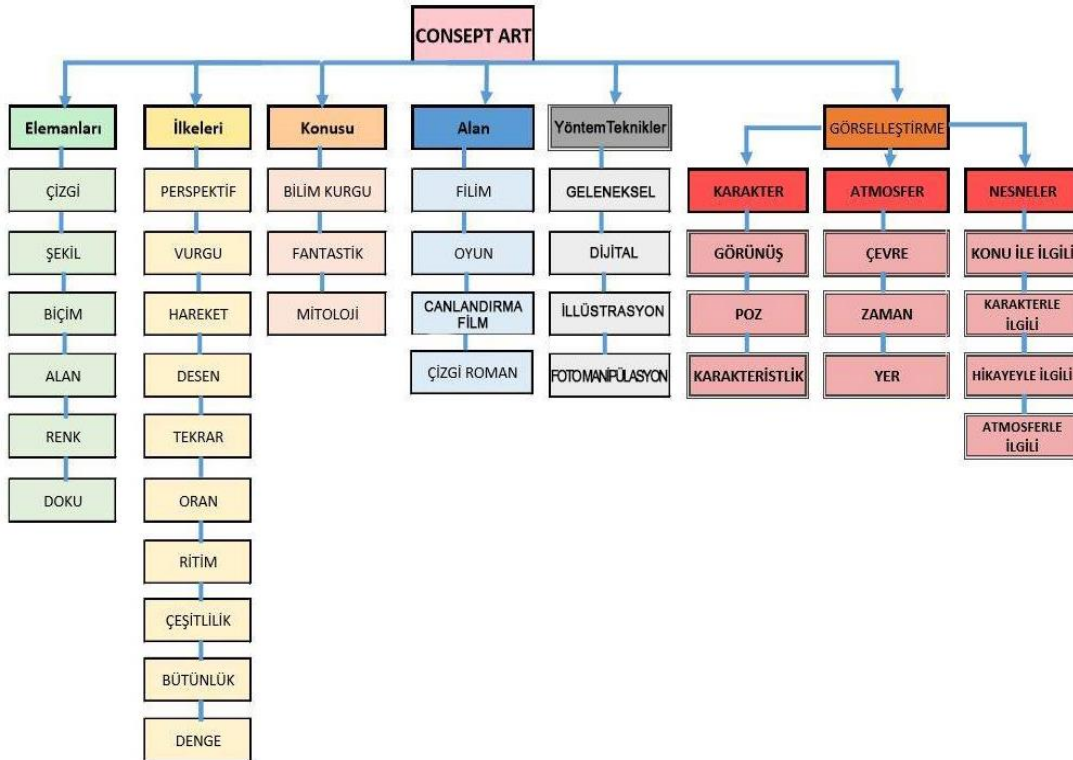 CONSEPT ART
Elemanları
ÇİZGİ
ŞEKİL
BİÇİM
ALAN
RENK
DOKU
İlkeleri
PERSPEKTİF
VURGU
HAREKET
DESEN
TEKRAR
ORAN
RİTİM
ÇEŞİTLİLİK
BÜTÜNLÜK
DENGE
Konusu
BİLİM KURGU
FANTASTİK
MİTOLOJİ
Alan
FİLİM
OYUN
CANLANDIRMA
FİLM
ÇİZGİ ROMAN
YöntemTeknikler
GELENEKSEL
DİJİTAL
İLLÜSTRASYON
FOTOMANİPÜLASYON
GÖRSELLEŞTİRME
KARAKTER
GÖRÜNÜŞ
POZ
KARAKTERİSTLİK
ATMOSFER
ÇEVRE
ZAMAN
YER
NESNELER
KONU İLE İLGİLİ
KARAKTERLE
İLGİLİ
HİKAYEYLE İLGİLİ
ATMOSFERLE
İLGİLİ